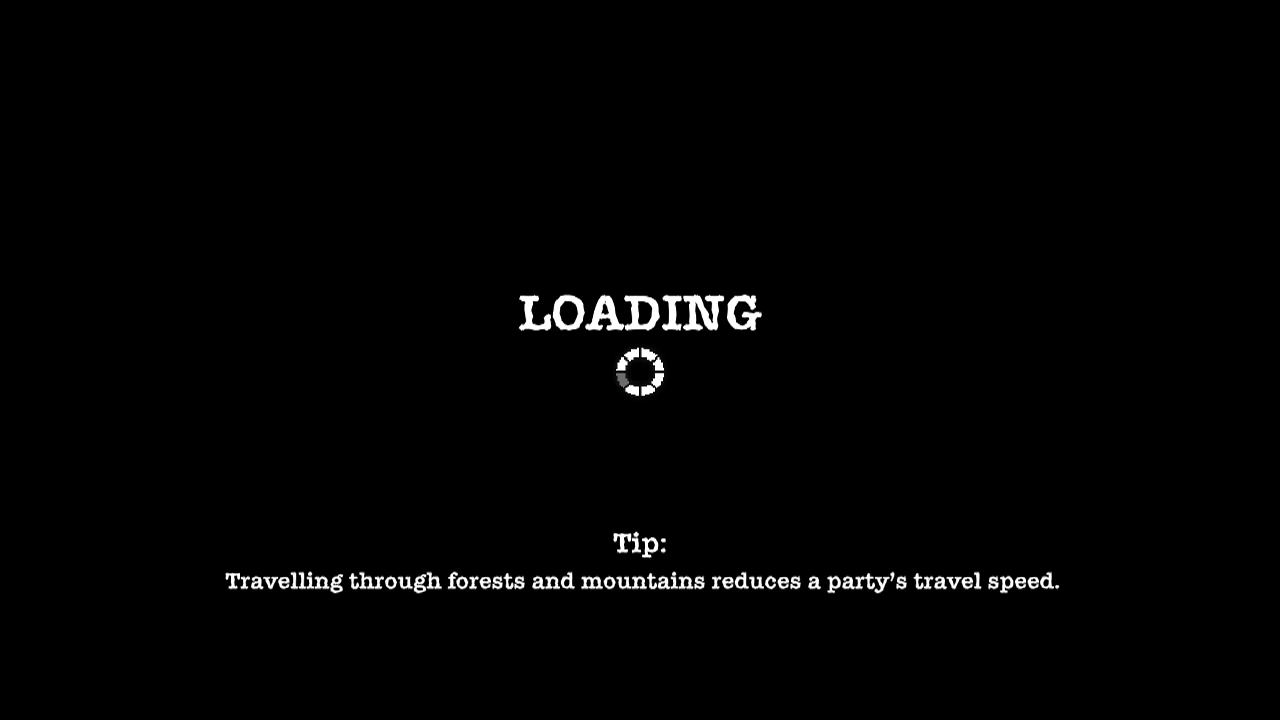 LOADING
Tip:
Travelling through forests and mountains reduces a party's travel speed.